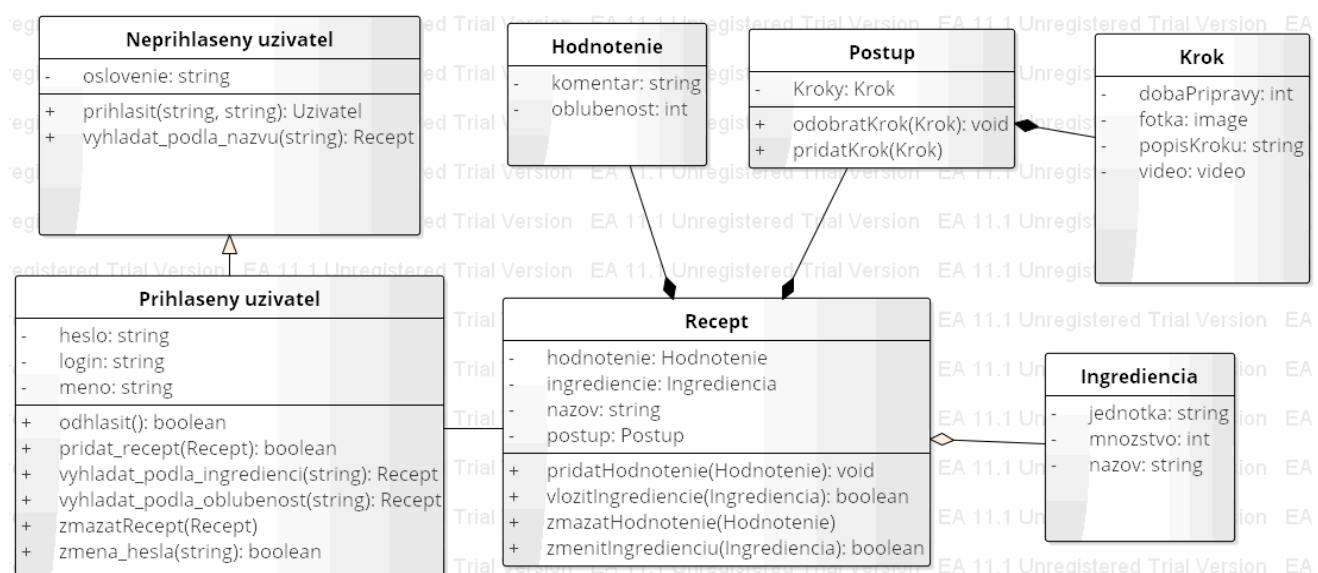 Neprihlaseny uzivatel
- oslovenie: string
+ prihlasit(string, string): Uzivatel
+ vyhladat_podla_nazvu(string): Recept
Hodnotenie
- komentar: string
- oblubenost: int
Postup
- Kroky: Krok
+ odobratKrok(Krok): void
+ pridatKrok(Krok)
Krok
- dobaPripravy: int
- fotka: image
- popisKroku: string
- video: video
Prihlaseny uzivatel
- heslo: string
- login: string
- meno: string
+ odhlasit(): boolean
+ pridat_recept(Recept): boolean
+ vyhladat_podla_ingredienci(string): Recept
+ vyhladat_podla_oblubenost(string): Recept
+ zmazatRecept(Recept)
+ zmena_hesla(string): boolean
Recept
- hodnotenie: Hodnotenie
- ingrediencie: Ingrediencia
- nazov: string
- postup: Postup
+ pridatHodnotenie(Hodnotenie): void
+ vlozitIngrediencie(Ingrediencia): boolean
+ zmazatHodnotenie(Hodnotenie)
+ zmenitIngredienciu(Ingrediencia): boolean
Ingrediencia
- jednotka: string
- mnozstvo: int
- nazov: string
EA 11.1 Unregistered Trial Version